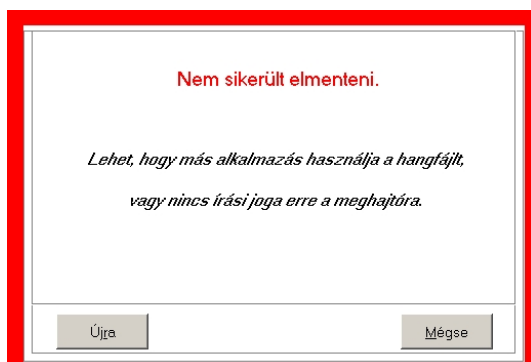 Nem sikerült elmenteni.
Lehet, hogy más alkalmazás használja a hangfájlt,
vagy nincs írási joga erre a meghajtóra.
Újra
Mégse